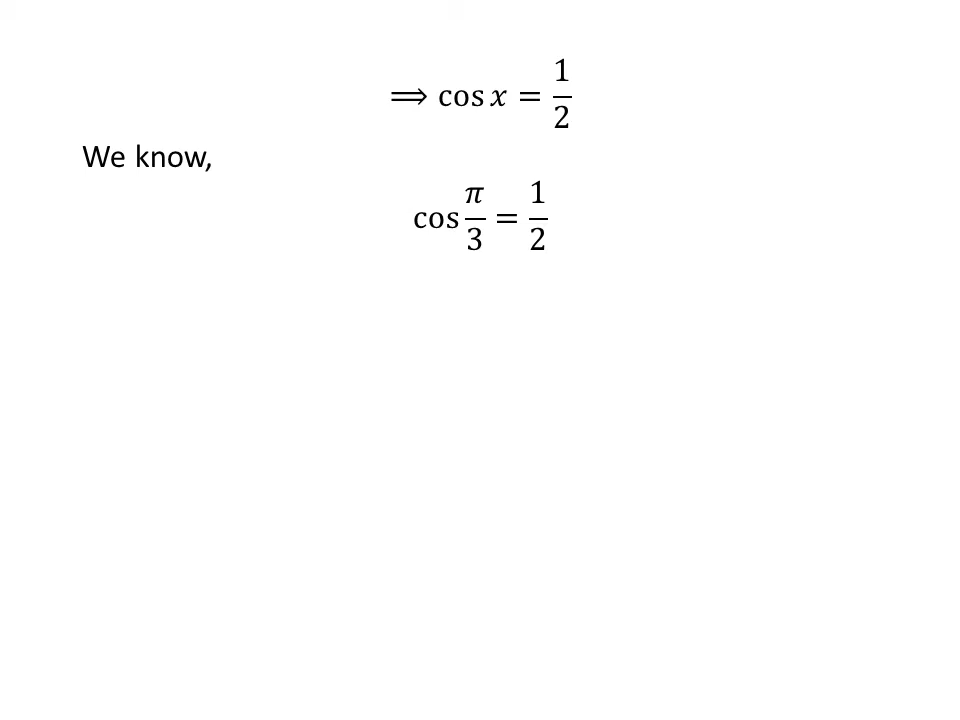 ⟹ cos 𝑥 = 1/2
We know,
cos 𝜋/3 = 1/2